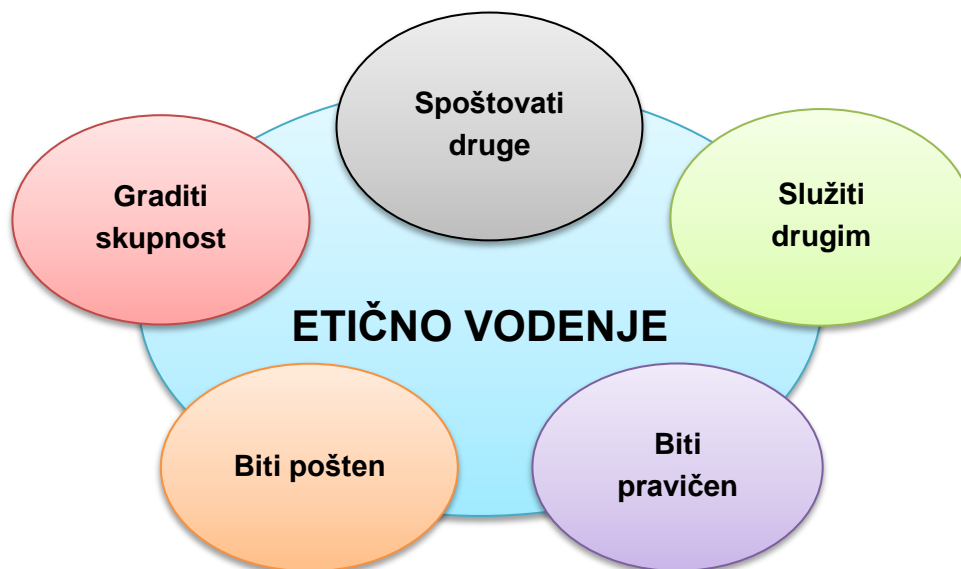 Spoštovati
druge
Graditi
skupnost
Služiti
drugim
ETIČNO VODENJE
Biti pošten
Biti
pravičen